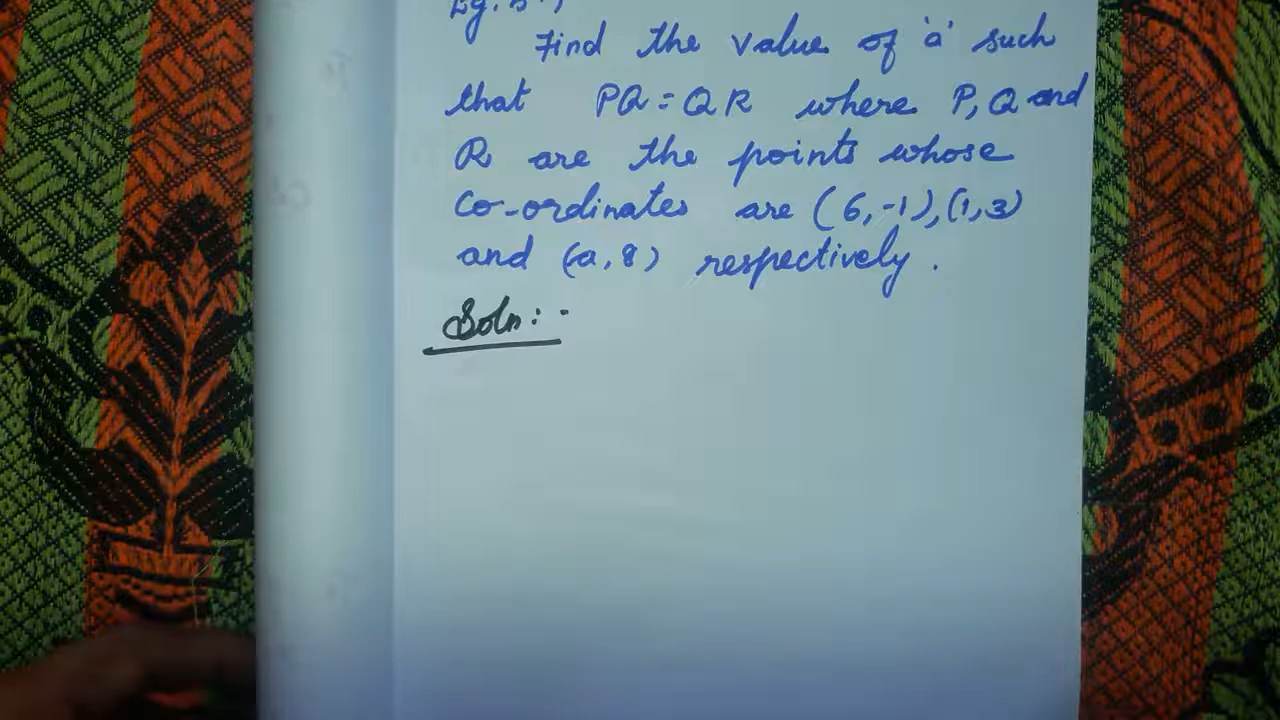 Find the value of 'a' such
that PQ = QR where P, Q and
R are the points whose
co-ordinates are (6,-1),(1,3)
and (a,8) respectively.
Soln:-